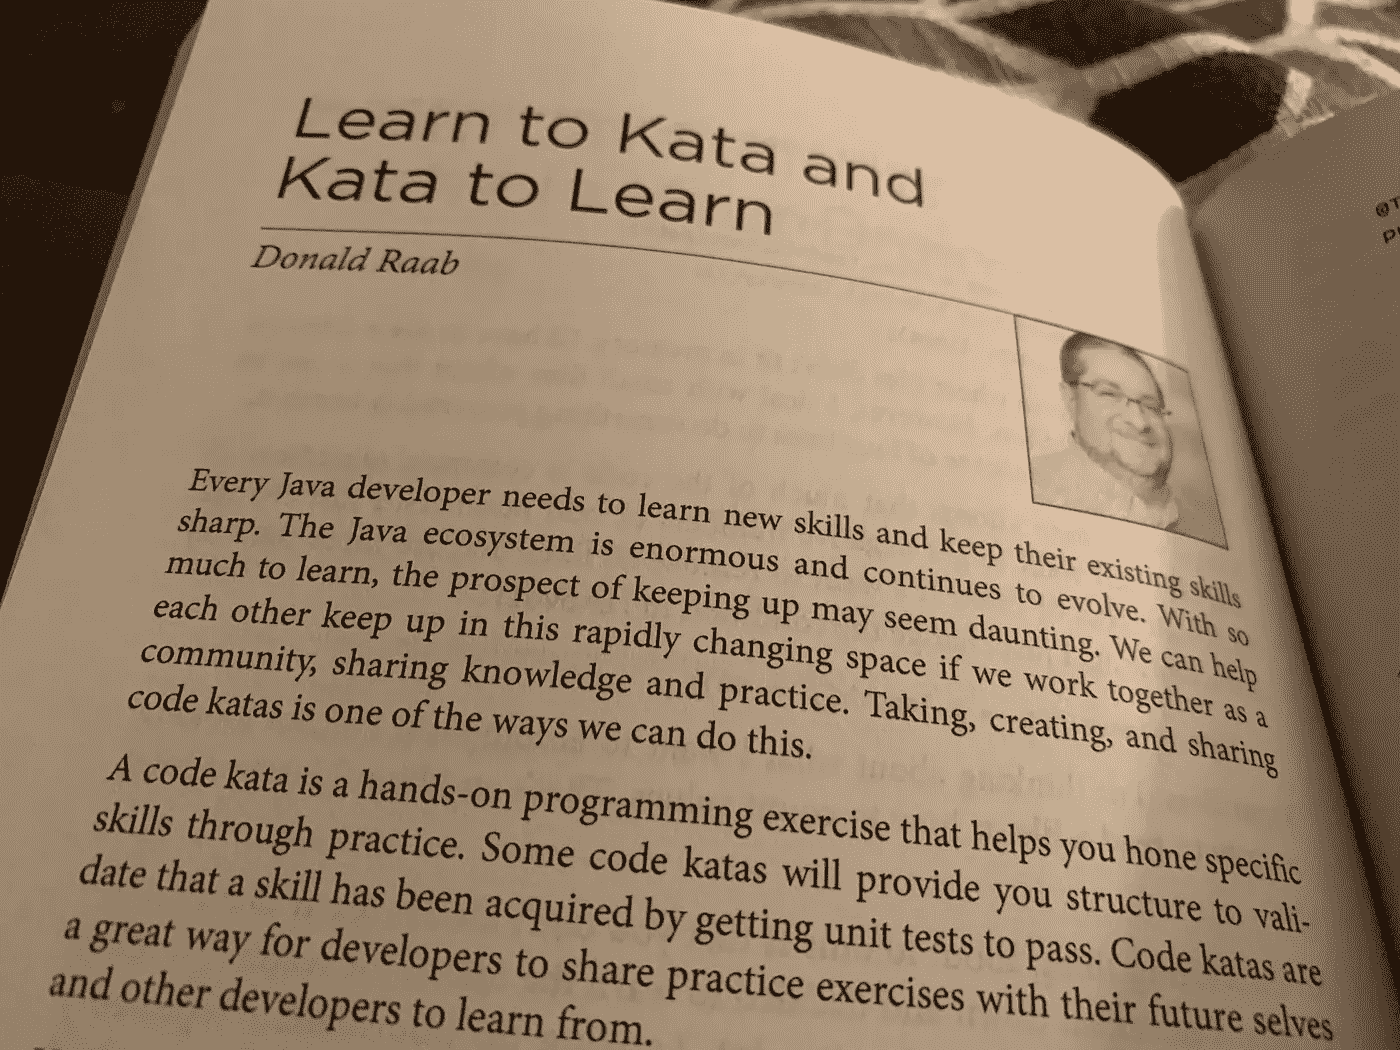 Learn to Kata and
Kata to Learn
Donald Raab
Every Java developer needs to learn new skills and keep their existing skills
sharp. The Java ecosystem is enormous and continues to evolve. With so
much to learn, the prospect of keeping up may seem daunting. We can help
each other keep up in this rapidly changing space if we work together as a
community, sharing knowledge and practice. Taking, creating, and sharing
code katas is one of the ways we can do this.
A code kata is a hands-on programming exercise that helps you hone specific
skills through practice. Some code katas will provide you structure to vali-
date that a skill has been acquired by getting unit tests to pass. Code katas are
a great way for developers to share practice exercises with their future selves
and other developers to learn from.